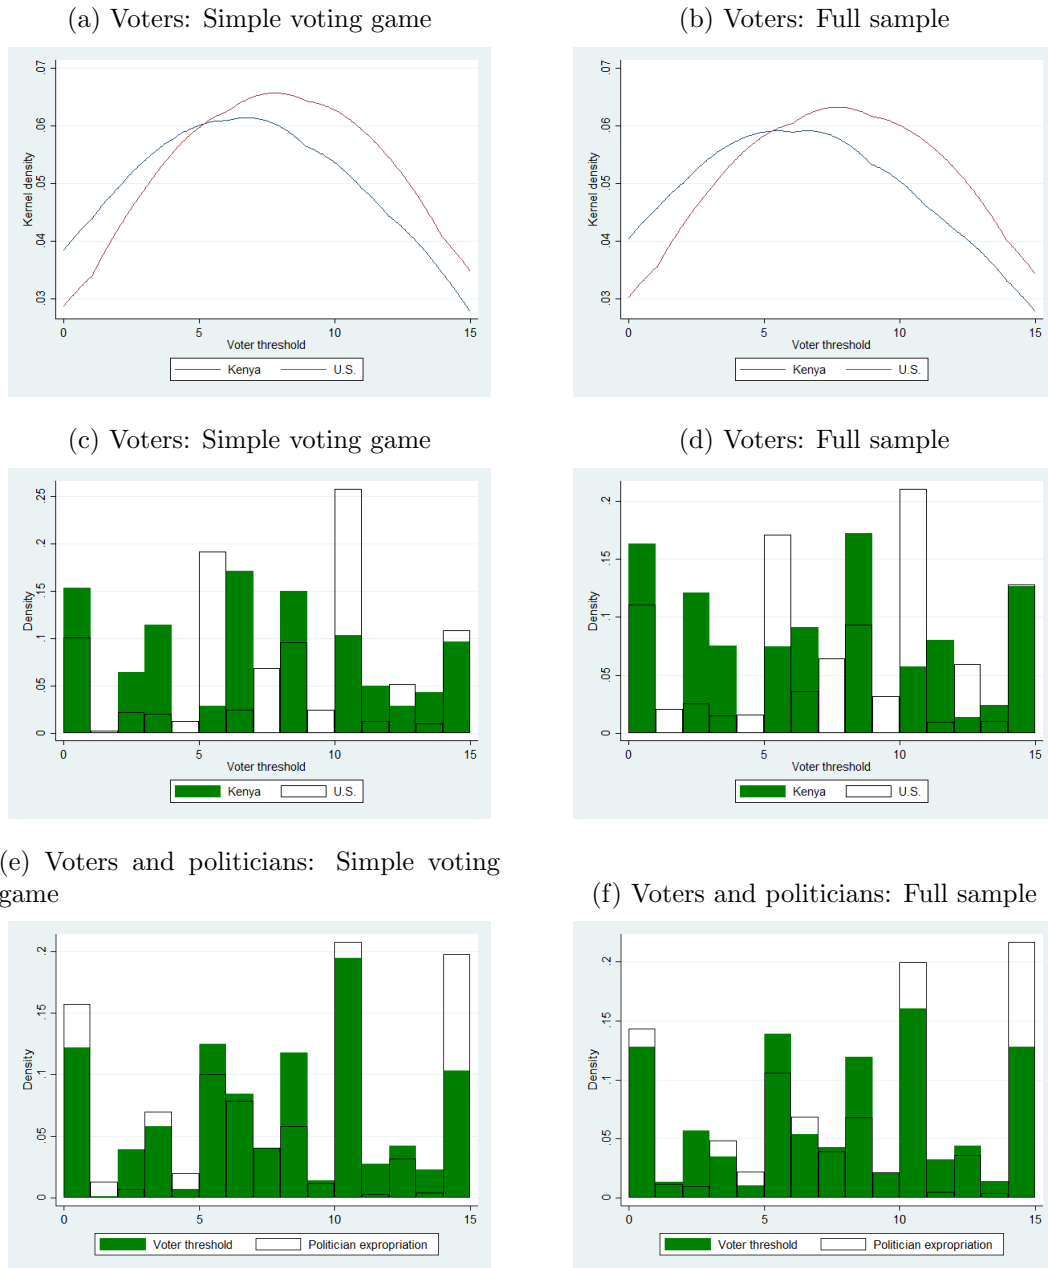 (a) Voters: Simple voting game
(b) Voters: Full sample
.07
.06
.05
.04
.03
Kernel density
0 5 10 15
Voter threshold
Kenya U.S.
.07
.06
.05
.04
.03
Kernel density
0 5 10 15
Voter threshold
Kenya U.S.
(c) Voters: Simple voting game
(d) Voters: Full sample
.25
.2
.15
.1
.05
0
Density
0 5 10 15
Voter threshold
Kenya U.S.
.2
.15
.1
.05
0
Density
0 5 10 15
Voter threshold
Kenya U.S.
(e) Voters and politicians: Simple voting
game
(f) Voters and politicians: Full sample
.2
.15
.1
.05
0
Density
0 5 10 15
Voter threshold Politician expropriation
.2
.15
.1
.05
0
Density
0 5 10 15
Voter threshold Politician expropriation